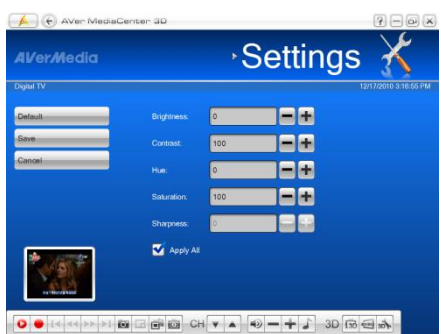 AVer MediaCenter 3D
AVerMedia
Settings
Digital TV
12/17/2010 3:16:55 PM
Default
Save
Cancel
Brightness: 0
Contrast: 100
Hue: 0
Saturation: 100
Sharpness: 0
Apply All
CH
3D